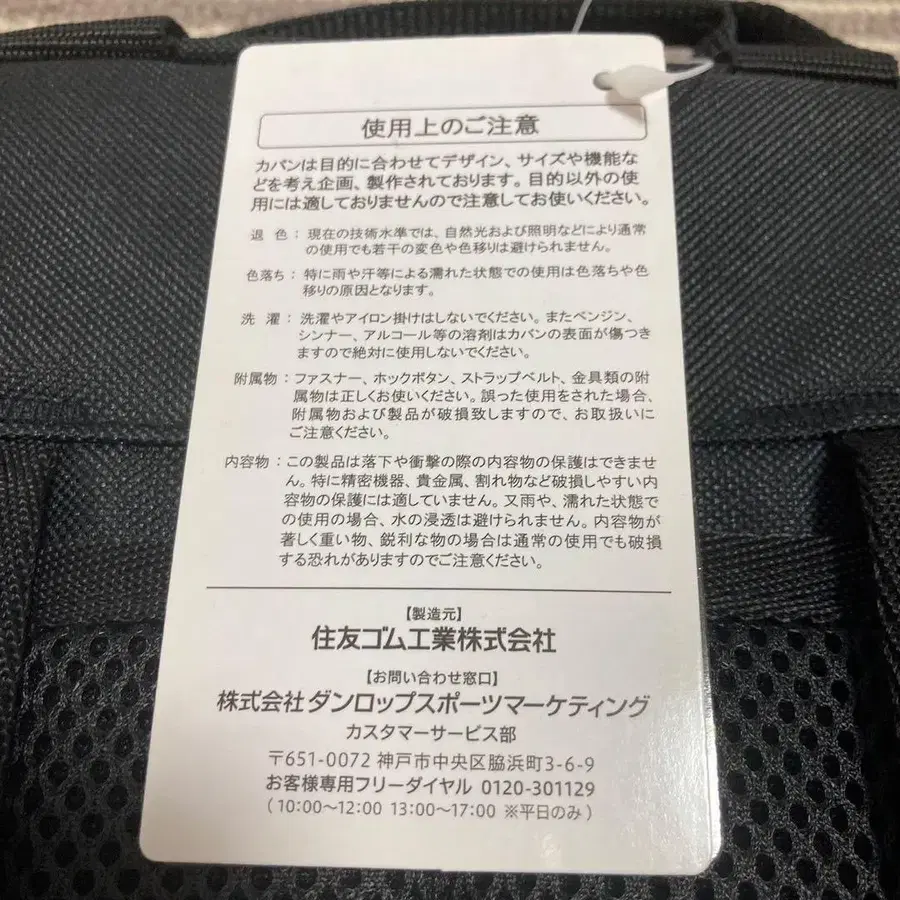 使用上のご注意
カバンは目的に合わせてデザイン、サイズや機能な
どを考え企画、製作されております。目的以外の使
用には適しておりませんので注意してお使いください。
退 色：現在の技術水準では、自然光および照明などにより通常
の使用でも若干の変色や色移りは避けられません。
色落ち：特に雨や汗等による濡れた状態での使用は色落ちや色
移りの原因となります。
洗 濯：洗濯やアイロン掛けはしないでください。またベンジン、
シンナー、アルコール等の溶剤はカバンの表面が傷つき
ますので絶対に使用しないでください。
附属物：ファスナー、ホックボタン、ストラップベルト、金具類の附
属物は正しくお使いください。誤った使用をされた場合、
附属物および製品が破損致しますので、お取扱いに
ご注意ください。
内容物：この製品は落下や衝撃の際の内容物の保護はできませ
ん。特に精密機器、貴金属、割れ物など破損しやすい内
容物の保護には適していません。又雨や、濡れた状態で
の使用の場合、水の浸透は避けられません。内容物が
著しく重い物、鋭利な物の場合は通常の使用でも破損
する恐れがありますのでご注意ください。
【製造元】
住友ゴム工業株式会社
【お問い合わせ窓口】
株式会社ダンロップスポーツマーケティング
カスタマーサービス部
〒651-0072 神戸市中央区脇浜町3-6-9
お客様専用フリーダイヤル 0120-301129
（10:00〜12:00 13:00〜17:00 ※平日のみ）